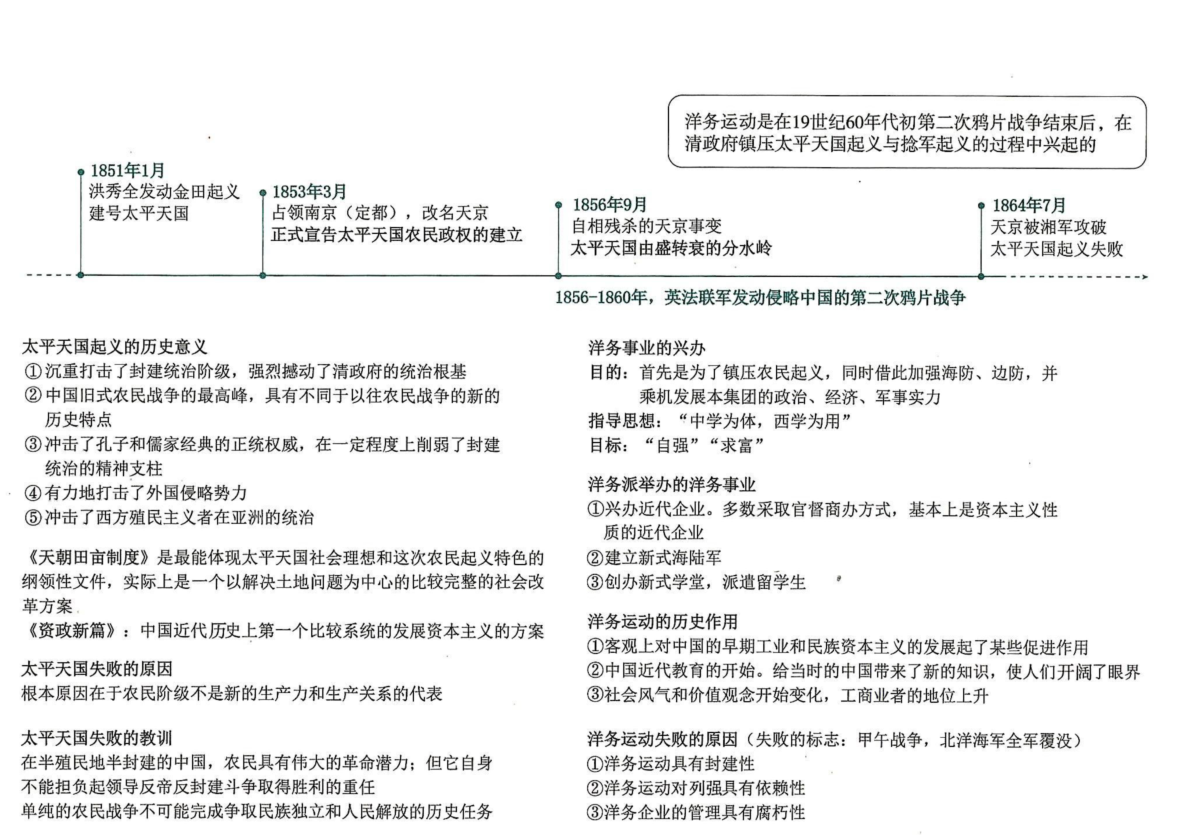 洋务运动是在19世纪60年代初第二次鸦片战争结束后，在
清政府镇压太平天国起义与捻军起义的过程中兴起的
1851年1月
洪秀全发动金田起义
建号太平天国
1853年3月
占领南京（定都），改名天京
正式宣告太平天国农民政权的建立
1856年9月
自相残杀的天京事变
太平天国由盛转衰的分水岭
1864年7月
天京被湘军攻破
太平天国起义失败
1856-1860年，英法联军发动侵略中国的第二次鸦片战争
太平天国起义的历史意义
①沉重打击了封建统治阶级，强烈撼动了清政府的统治根基
②中国旧式农民战争的最高峰，具有不同于以往农民战争的新的
历史特点
③冲击了孔子和儒家经典的正统权威，在一定程度上削弱了封建
统治的精神支柱
④有力地打击了外国侵略势力
⑤冲击了西方殖民主义者在亚洲的统治
《天朝田亩制度》是最能体现太平天国社会理想和这次农民起义特色的
纲领性文件，实际上是一个以解决土地问题为中心的比较完整的社会改
革方案
《资政新篇》：中国近代历史上第一个比较系统的发展资本主义的方案
太平天国失败的原因
根本原因在于农民阶级不是新的生产力和生产关系的代表
太平天国失败的教训
在半殖民地半封建的中国，农民具有伟大的革命潜力；但它自身
不能担负起领导反帝反封建斗争取得胜利的重任
单纯的农民战争不可能完成争取民族独立和人民解放的历史任务
洋务事业的兴办
目的：首先是为了镇压农民起义，同时借此加强海防、边防，并
乘机发展本集团的政治、经济、军事实力
指导思想：“中学为体，西学为用”
目标：“自强”“求富”
洋务派举办的洋务事业
①兴办近代企业。多数采取官督商办方式，基本上是资本主义性
质的近代企业
②建立新式海陆军
③创办新式学堂，派遣留学生
洋务运动的历史作用
①客观上对中国的早期工业和民族资本主义的发展起了某些促进作用
②中国近代教育的开始。给当时的中国带来了新的知识，使人们开阔了眼界
③社会风气和价值观念开始变化，工商业者的地位上升
洋务运动失败的原因（失败的标志：甲午战争，北洋海军全军覆没）
①洋务运动具有封建性
②洋务运动对列强具有依赖性
③洋务企业的管理具有腐朽性